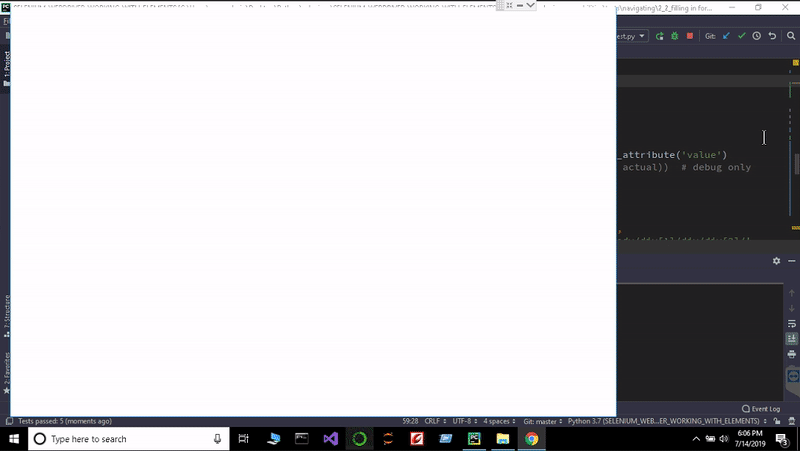 \navigating\2_2_filling in for...
est.py
Git:
1: Project
_attribute('value')
actual))  # debug only
7: Structure
2: Favorites
Event Log
Tests passed: 5 (moments ago)
59:28 CRLF UTF-8 4 spaces Git: master Python 3.7 (SELENIUM_WEB...ER_WORKING_WITH_ELEMENTS)
Type here to search
6:06 PM
7/14/2019
3